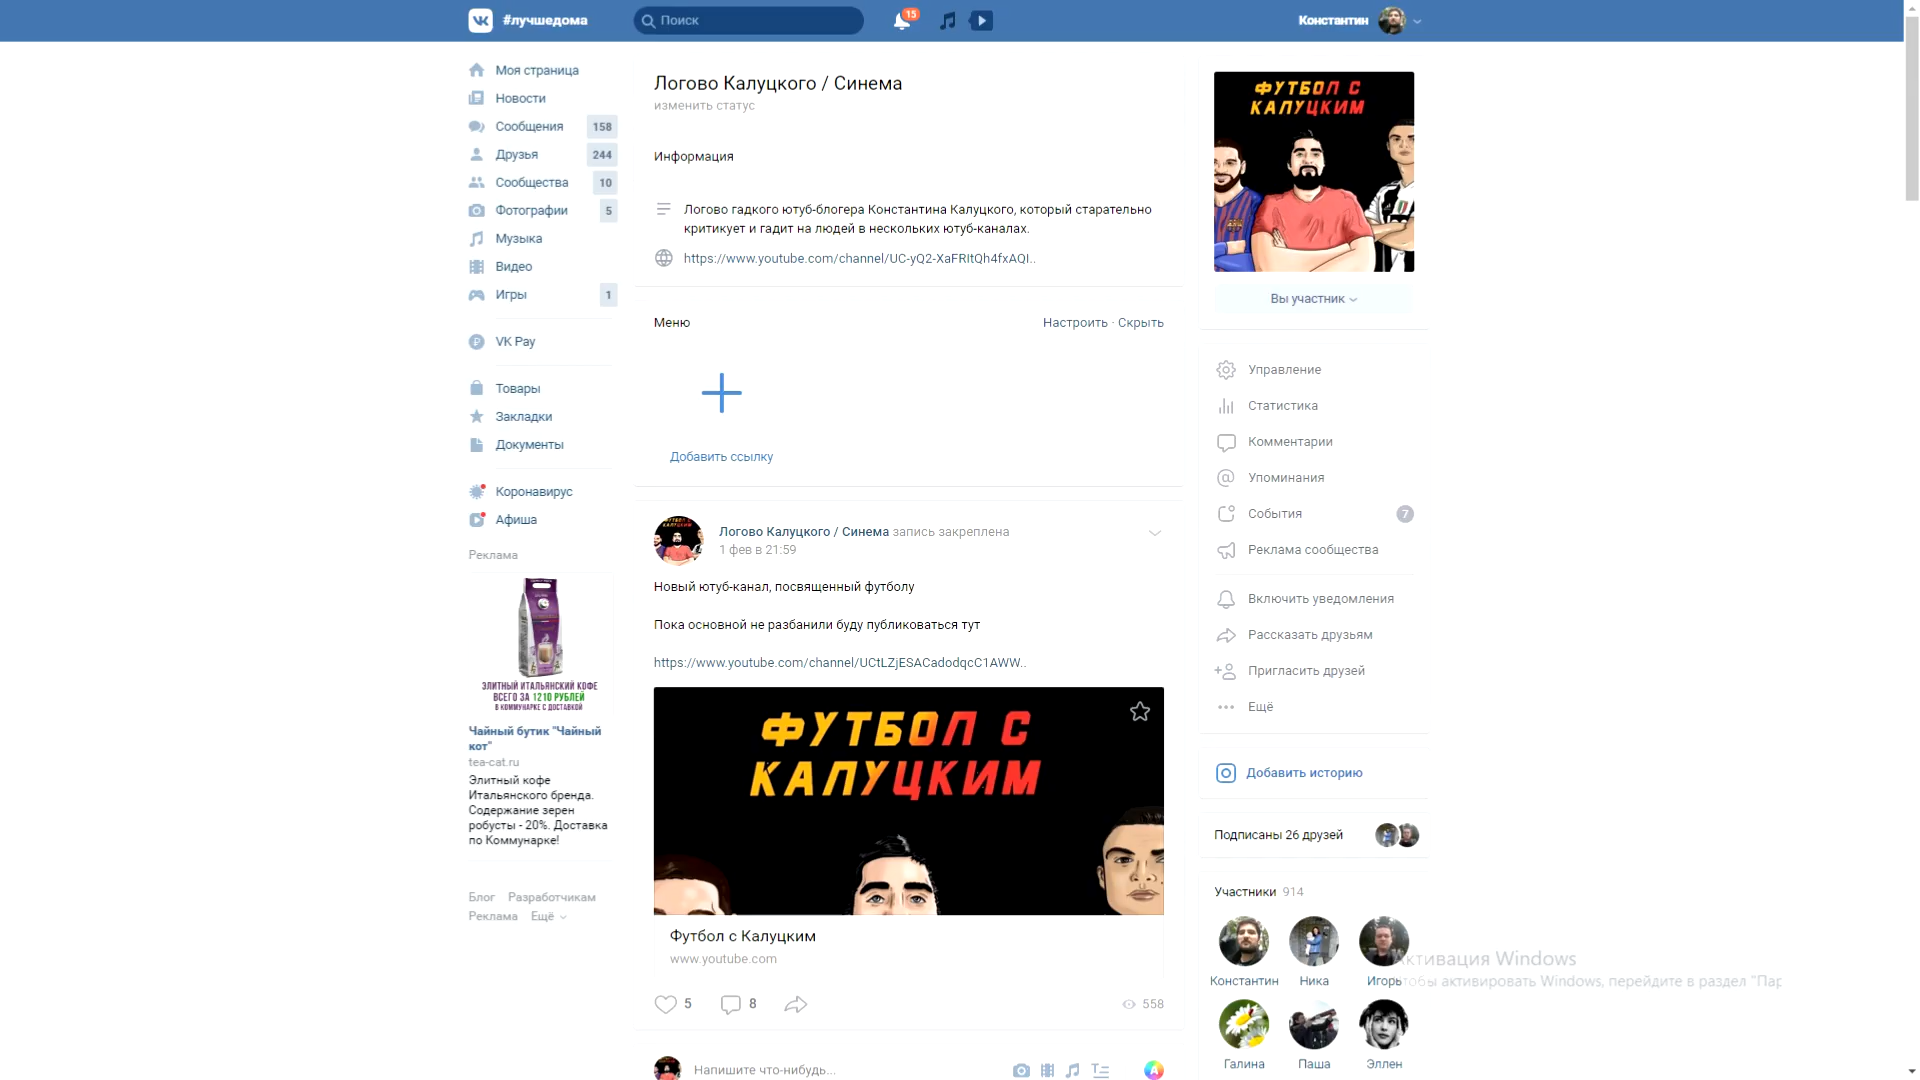 #лучшедома
Поиск
15
Константин
Моя страница
Новости
Сообщения 158
Друзья 244
Сообщества 10
Фотографии 5
Музыка
Видео
Игры 1
VK Pay
Товары
Закладки
Документы
Коронавирус
Афиша
Реклама
ЭЛИТНЫЙ ИТАЛЬЯНСКИЙ КОФЕ
ВСЕГО ЗА 1210 РУБЛЕЙ
В КОММУНАРКЕ С ДОСТАВКОЙ
Чайный бутик "Чайный
кот"
tea-cat.ru
Элитный кофе
Итальянского бренда.
Содержание зерен
робусты - 20%. Доставка
по Коммунарке!
Блог Разработчикам
Реклама Ещё
Логово Калуцкого / Синема
изменить статус
Информация
Логово гадкого ютуб-блогера Константина Калуцкого, который старательно
критикует и гадит на людей в нескольких ютуб-каналах.
https://www.youtube.com/channel/UC-yQ2-XaFRItQh4fxAQI..
Меню
Настроить · Скрыть
Добавить ссылку
Логово Калуцкого / Синема запись закреплена
1 фев в 21:59
Новый ютуб-канал, посвященный футболу
Пока основной не разбанили буду публиковаться тут
https://www.youtube.com/channel/UCtLZjESACadodqcC1AWW..
ФУТБОЛ С
КАЛУЦКИМ
Футбол с Калуцким
www.youtube.com
5 8 558
Напишите что-нибудь...
ФУТБОЛ С
КАЛУЦКИМ
Вы участник
Управление
Статистика
Комментарии
Упоминания
События 7
Реклама сообщества
Включить уведомления
Рассказать друзьям
Пригласить друзей
Ещё
Добавить историю
Подписаны 26 друзей
Участники 914
Константин Ника Игорь
Галина Паша Эллен
Активация Windows
Чтобы активировать Windows, перейдите в раздел "Пар